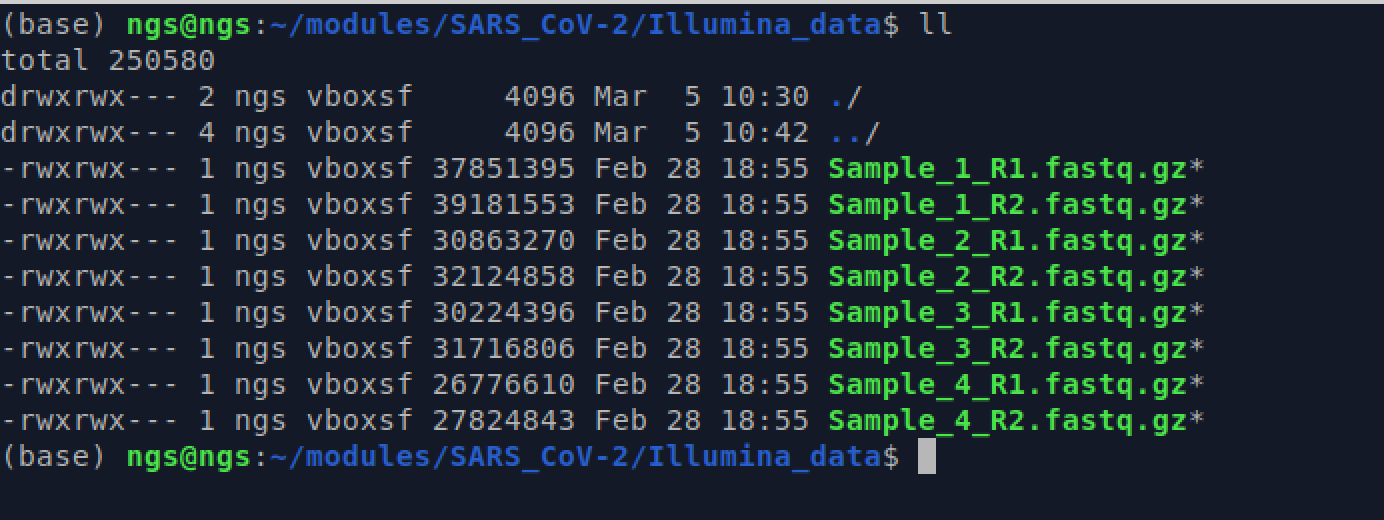 (base) ngs@ngs:~/modules/SARS_CoV-2/Illumina_data$ ll
total 250580
drwxrwx--- 2 ngs vboxsf     4096 Mar  5 10:30 ./
drwxrwx--- 4 ngs vboxsf     4096 Mar  5 10:42 ../
-rwxrwx--- 1 ngs vboxsf 37851395 Feb 28 18:55 Sample_1_R1.fastq.gz*
-rwxrwx--- 1 ngs vboxsf 39181553 Feb 28 18:55 Sample_1_R2.fastq.gz*
-rwxrwx--- 1 ngs vboxsf 30863270 Feb 28 18:55 Sample_2_R1.fastq.gz*
-rwxrwx--- 1 ngs vboxsf 32124858 Feb 28 18:55 Sample_2_R2.fastq.gz*
-rwxrwx--- 1 ngs vboxsf 30224396 Feb 28 18:55 Sample_3_R1.fastq.gz*
-rwxrwx--- 1 ngs vboxsf 31716806 Feb 28 18:55 Sample_3_R2.fastq.gz*
-rwxrwx--- 1 ngs vboxsf 26776610 Feb 28 18:55 Sample_4_R1.fastq.gz*
-rwxrwx--- 1 ngs vboxsf 27824843 Feb 28 18:55 Sample_4_R2.fastq.gz*
(base) ngs@ngs:~/modules/SARS_CoV-2/Illumina_data$